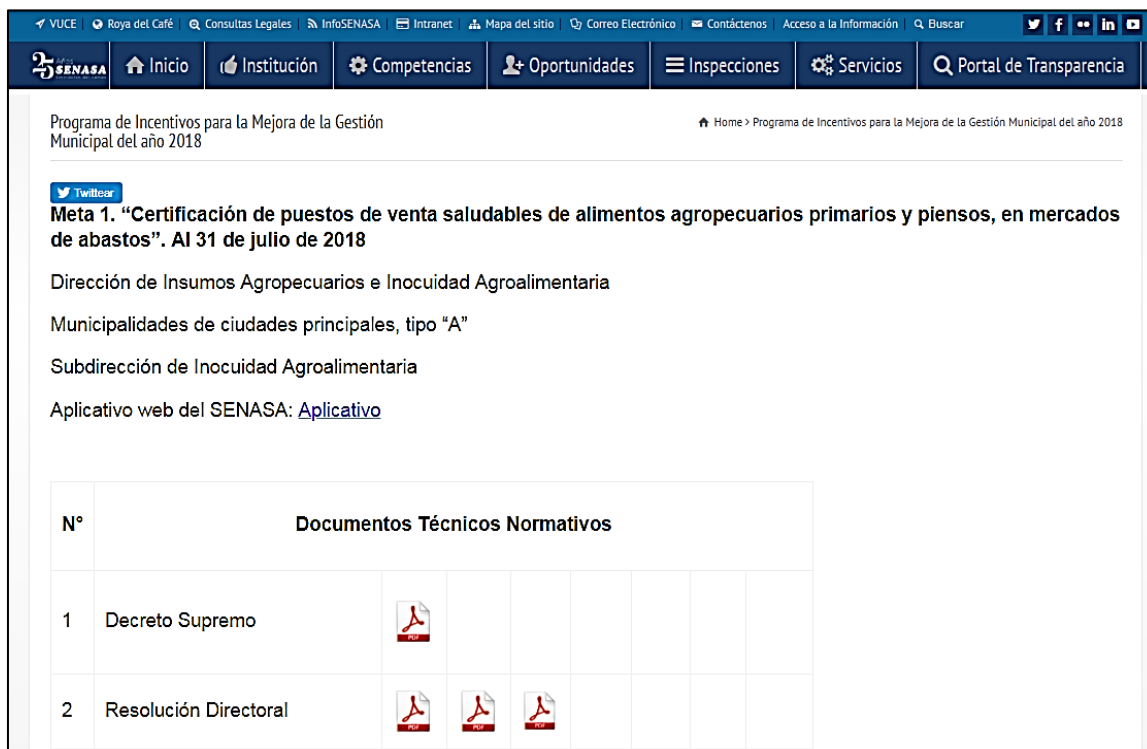 VUCE | Roya del Café | Consultas Legales | InfoSENASA | Intranet | Mapa del sitio | Correo Electrónico | Contáctenos | Acceso a la Información | Buscar
25 Años SENASA Inicio Institución Competencias Oportunidades Inspecciones Servicios Portal de Transparencia
Programa de Incentivos para la Mejora de la Gestión
Municipal del año 2018
Home > Programa de Incentivos para la Mejora de la Gestión Municipal del año 2018
Twittear
Meta 1. “Certificación de puestos de venta saludables de alimentos agropecuarios primarios y piensos, en mercados
de abastos”. Al 31 de julio de 2018
Dirección de Insumos Agropecuarios e Inocuidad Agroalimentaria
Municipalidades de ciudades principales, tipo “A”
Subdirección de Inocuidad Agroalimentaria
Aplicativo web del SENASA: Aplicativo
N° Documentos Técnicos Normativos
1 Decreto Supremo PDF
2 Resolución Directoral PDF PDF PDF